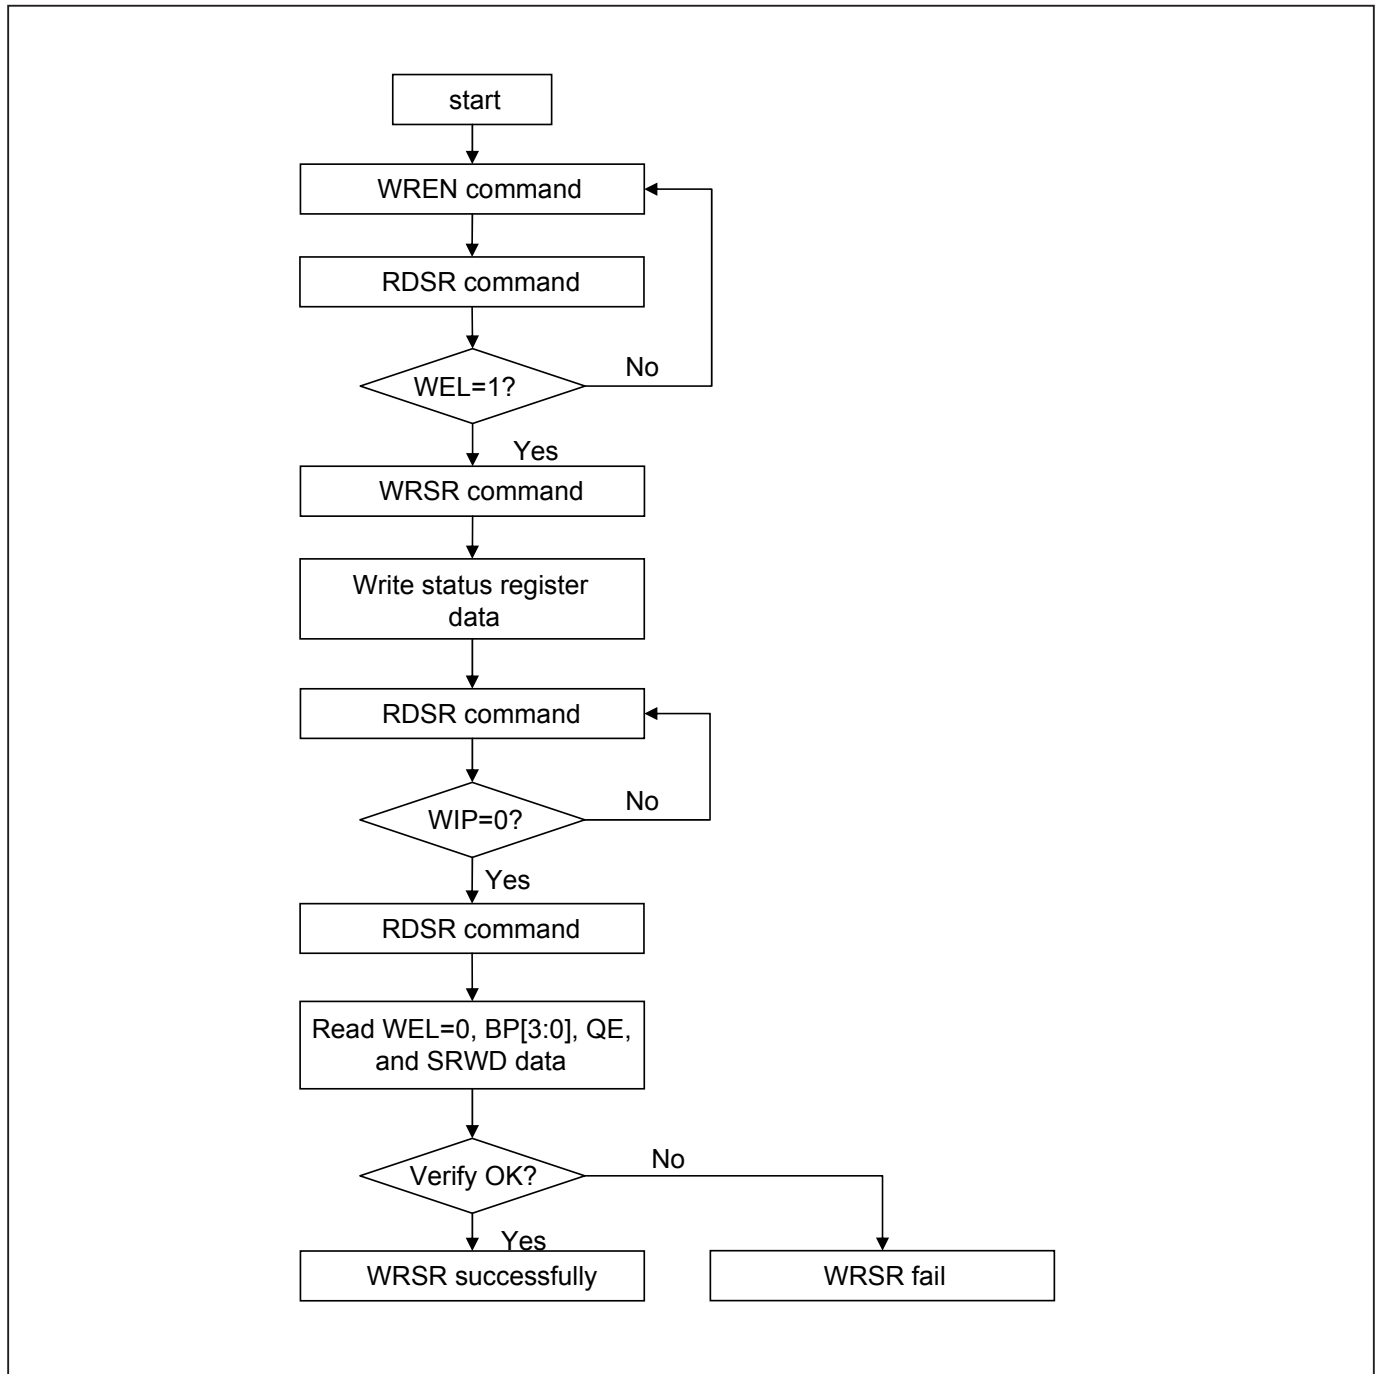 start
WREN command
RDSR command
WEL=1?
No
Yes
WRSR command
Write status register
data
RDSR command
WIP=0?
No
Yes
RDSR command
Read WEL=0, BP[3:0], QE,
and SRWD data
Verify OK?
No
Yes
WRSR successfully
WRSR fail